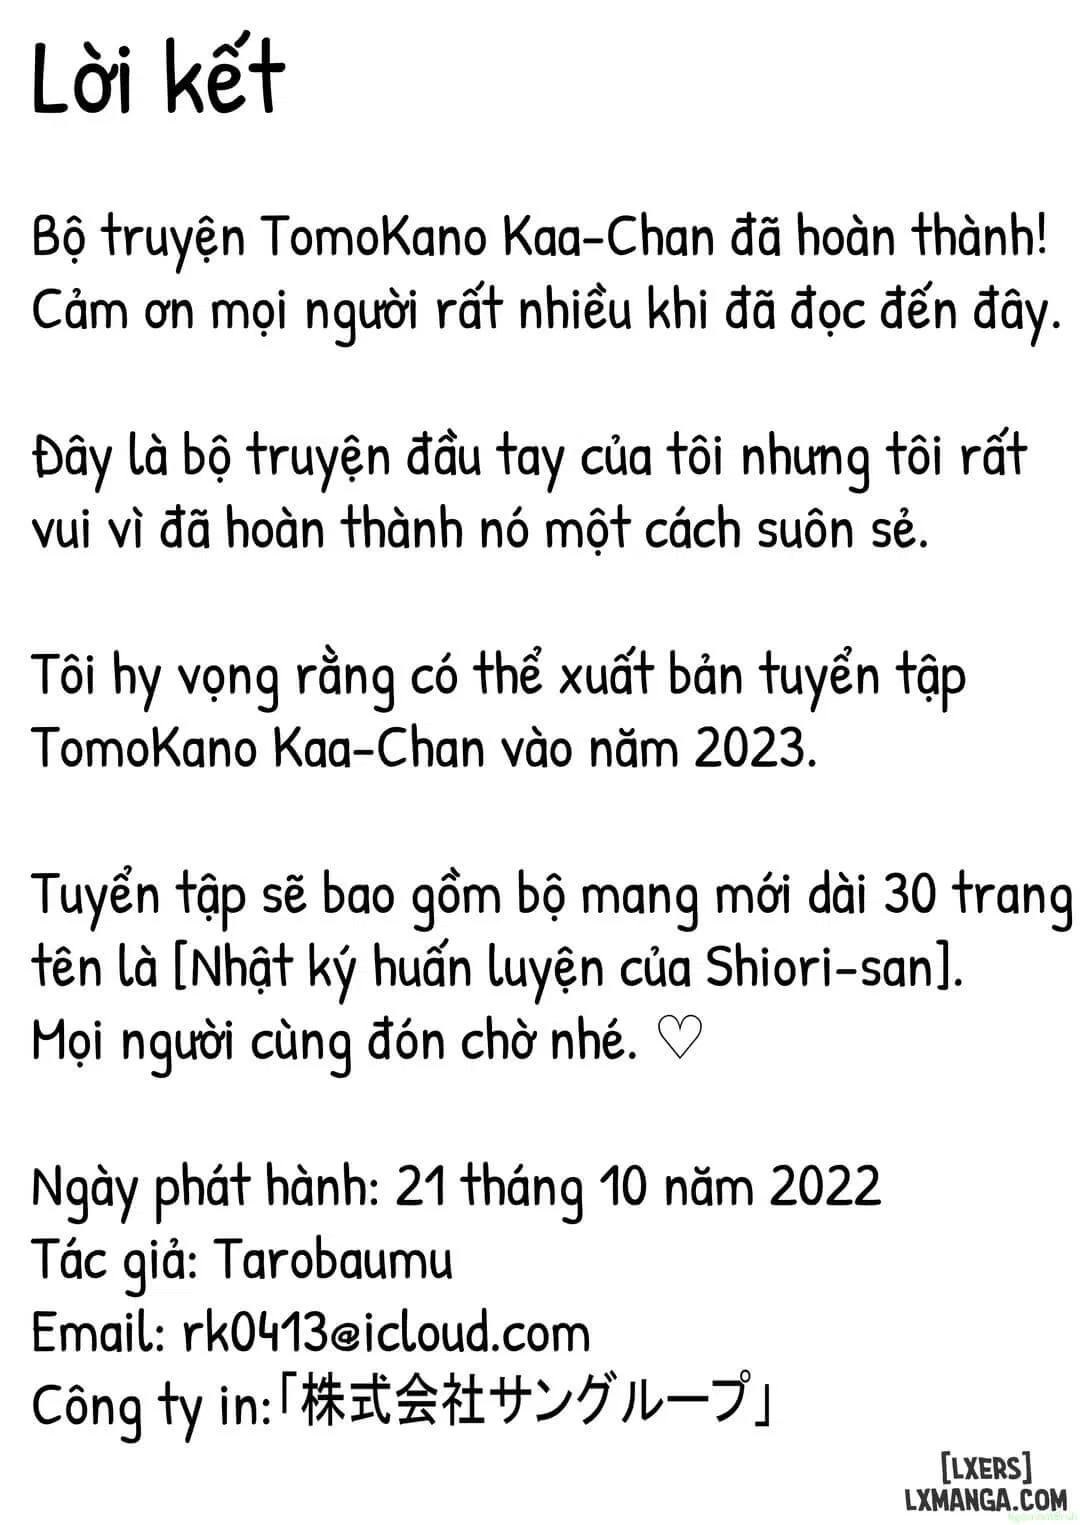 Lời kết
Bộ truyện TomoKano Kaa-Chan đã hoàn thành!
Cảm ơn mọi người rất nhiều khi đã đọc đến đây.
Đây là bộ truyện đầu tay của tôi nhưng tôi rất
vui vì đã hoàn thành nó một cách suôn sẻ.
Tôi hy vọng rằng có thể xuất bản tuyển tập
TomoKano Kaa-Chan vào năm 2023.
Tuyển tập sẽ bao gồm bộ mang mới dài 30 trang
tên là [Nhật ký huấn luyện của Shiori-san].
Mọi người cùng đón chờ nhé. ♡
Ngày phát hành: 21 tháng 10 năm 2022
Tác giả: Tarobaumu
Email: rk0413@icloud.com
Công ty in:「株式会社サングループ」
[LXERS]
LXMANGA.COM